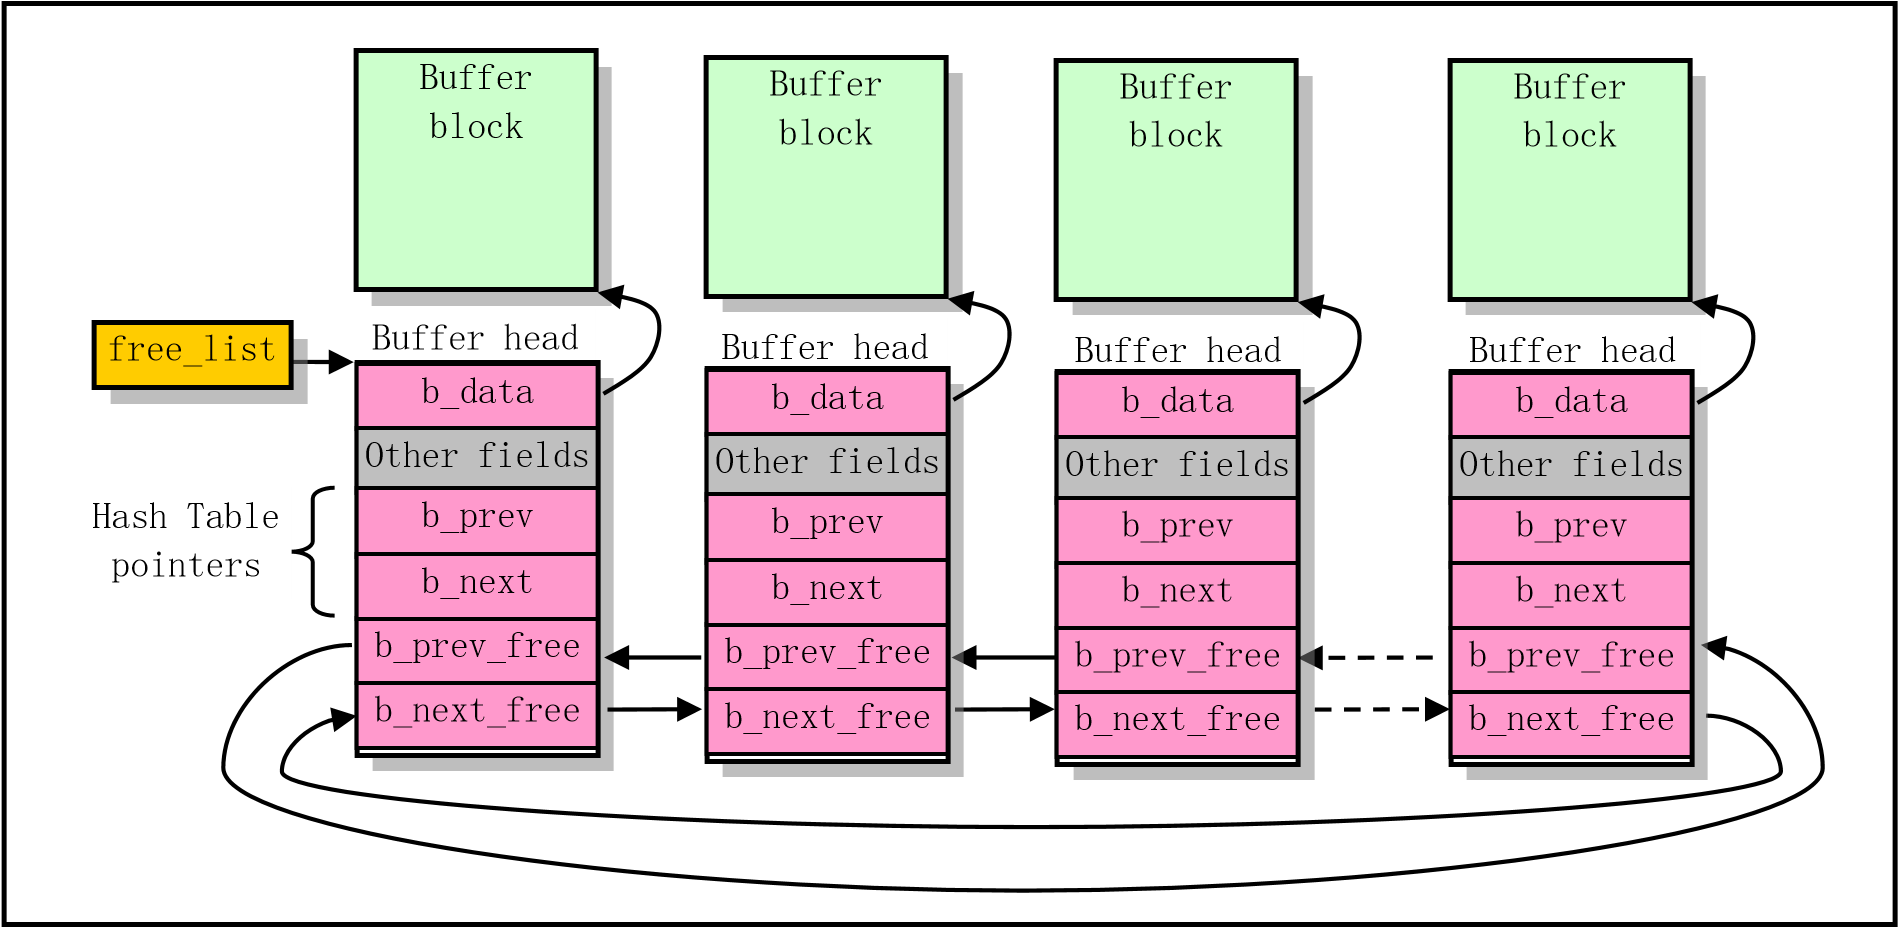 Buffer
block
Buffer
block
Buffer
block
Buffer
block
free_list
Buffer head
b_data
Other fields
b_prev
b_next
b_prev_free
b_next_free
Hash Table
pointers
Buffer head
b_data
Other fields
b_prev
b_next
b_prev_free
b_next_free
Buffer head
b_data
Other fields
b_prev
b_next
b_prev_free
b_next_free
Buffer head
b_data
Other fields
b_prev
b_next
b_prev_free
b_next_free